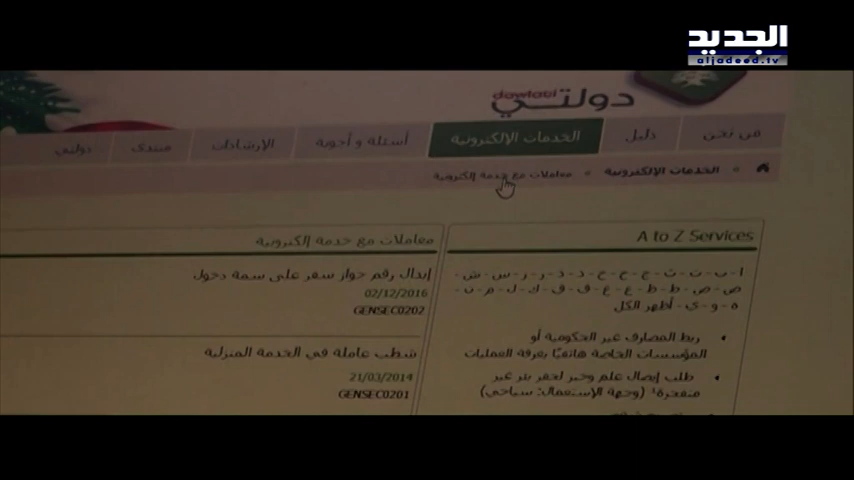 الجديد
aljadeed.tv
dawlati
دولتي
من نحن
دليل
الخدمات الإلكترونية
أسئلة و أجوبة
الإرشادات
منتدى
دولتي
الخدمات الإلكترونية » معاملات مع خدمة إلكترونية
A to Z Services
ا - ب - ت - ث - ج - ح - خ - د - ذ - ر - ز - س - ش -
ص - ض - ط - ظ - ع - غ - ف - ق - ك - ل - م - ن -
ه - و - ي - أظهر الكل
ربط المصارف غير الحكومية أو
المؤسسات الخاصة هاتفيًا بغرفة العمليات
طلب إيصال علم وخبر لحفر بئر غير
متفجرة (وجهة الإستعمال: سياحي)
معاملات مع خدمة إلكترونية
إبدال رقم جواز سفر على سمة دخول
02/12/2016
GENSEC0202
شطب عاملة في الخدمة المنزلية
21/03/2014
GENSEC0201